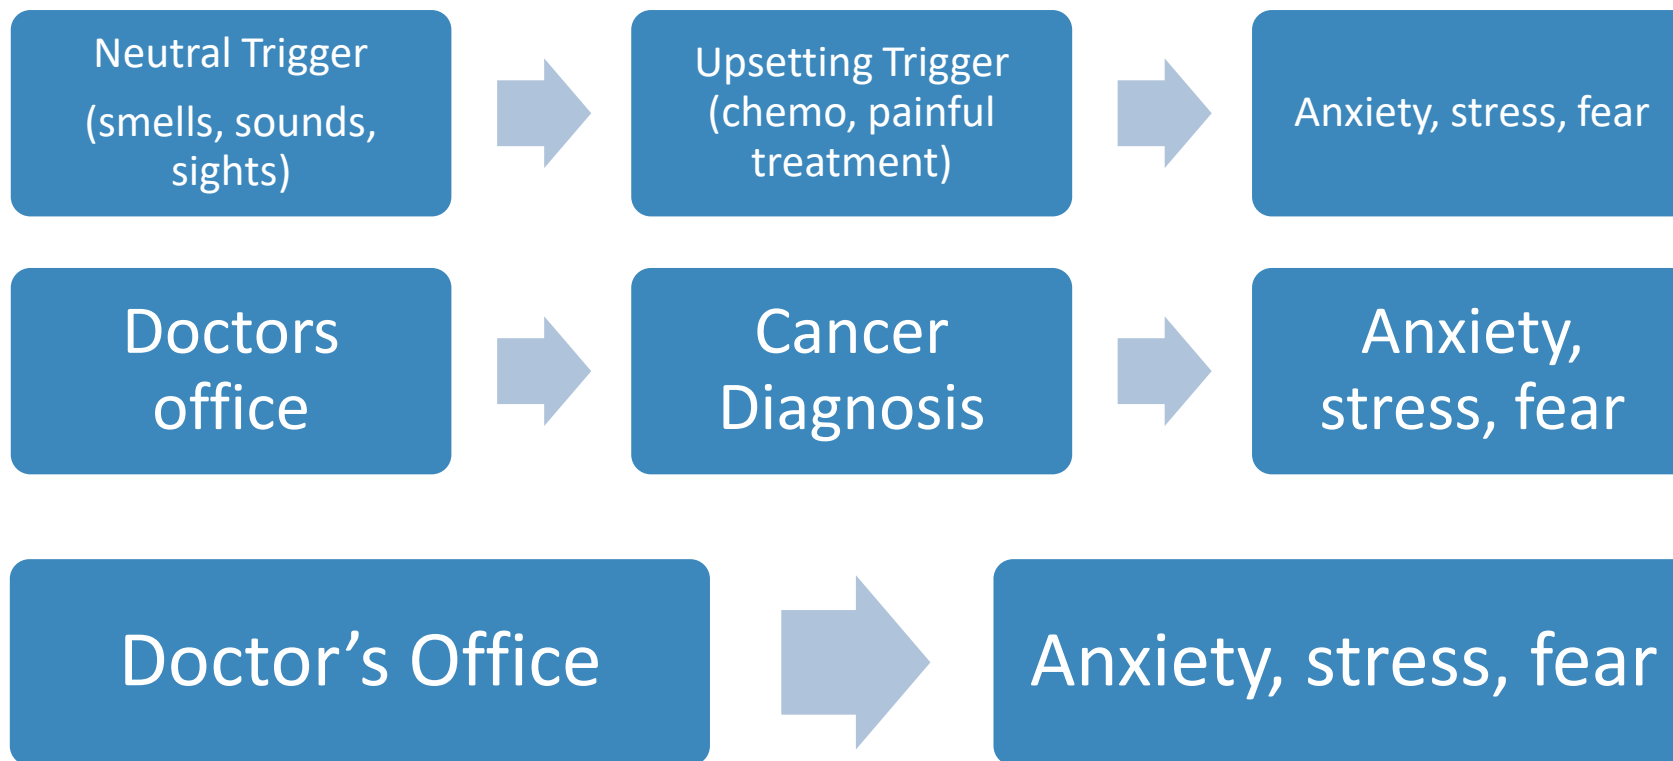 Neutral Trigger
(smells, sounds,
sights)
Upsetting Trigger
(chemo, painful
treatment)
Anxiety, stress, fear
Doctors
office
Cancer
Diagnosis
Anxiety,
stress, fear
Doctor’s Office
Anxiety, stress, fear